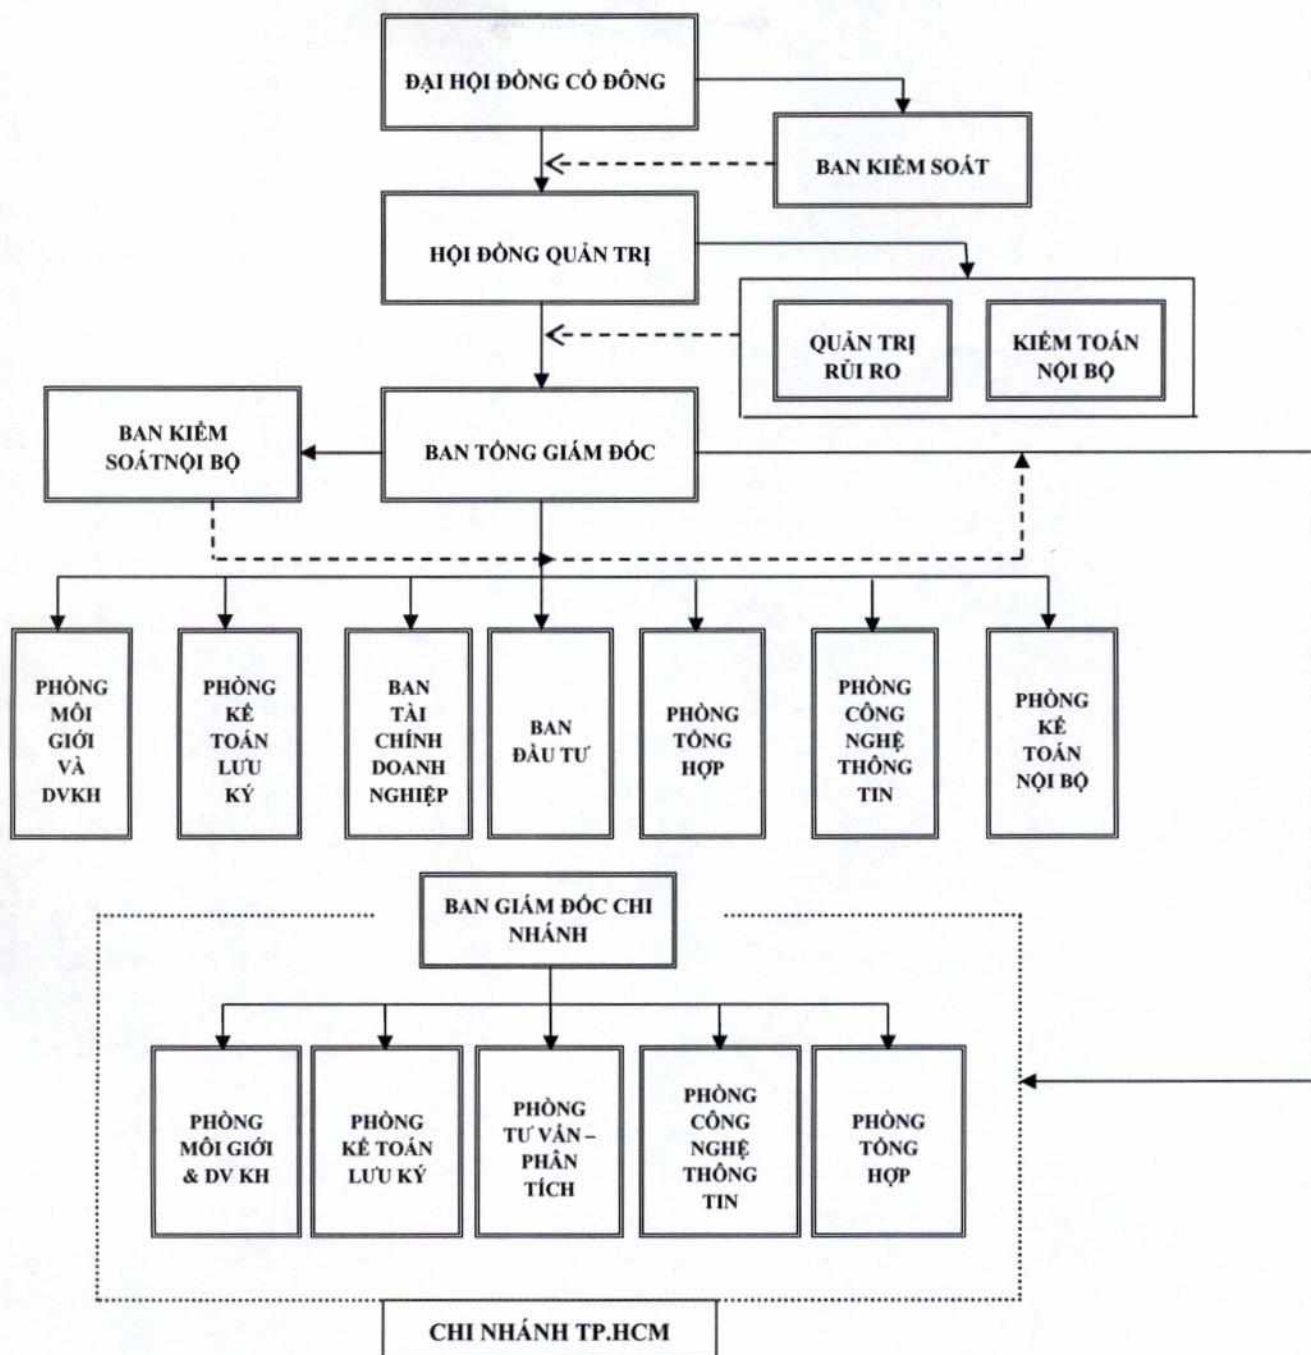 ĐẠI HỘI ĐỒNG CỔ ĐÔNG
BAN KIỂM SOÁT
HỘI ĐỒNG QUẢN TRỊ
QUẢN TRỊ
RỦI RO
KIỂM TOÁN
NỘI BỘ
BAN KIỂM
SOÁTNỘI BỘ
BAN TỔNG GIÁM ĐỐC
PHÒNG
MÔI
GIỚI
VÀ
DVKH
PHÒNG
KẾ
TOÁN
LƯU
KÝ
BAN
TÀI
CHÍNH
DOANH
NGHIỆP
BAN
ĐẦU TƯ
PHÒNG
TỔNG
HỢP
PHÒNG
CÔNG
NGHỆ
THÔNG
TIN
PHÒNG
KẾ
TOÁN
NỘI BỘ
BAN GIÁM ĐỐC CHI
NHÁNH
PHÒNG
MÔI GIỚI
& DV KH
PHÒNG
KẾ TOÁN
LƯU KÝ
PHÒNG
TƯ VẤN –
PHÂN
TÍCH
PHÒNG
CÔNG
NGHỆ
THÔNG
TIN
PHÒNG
TỔNG
HỢP
CHI NHÁNH TP.HCM